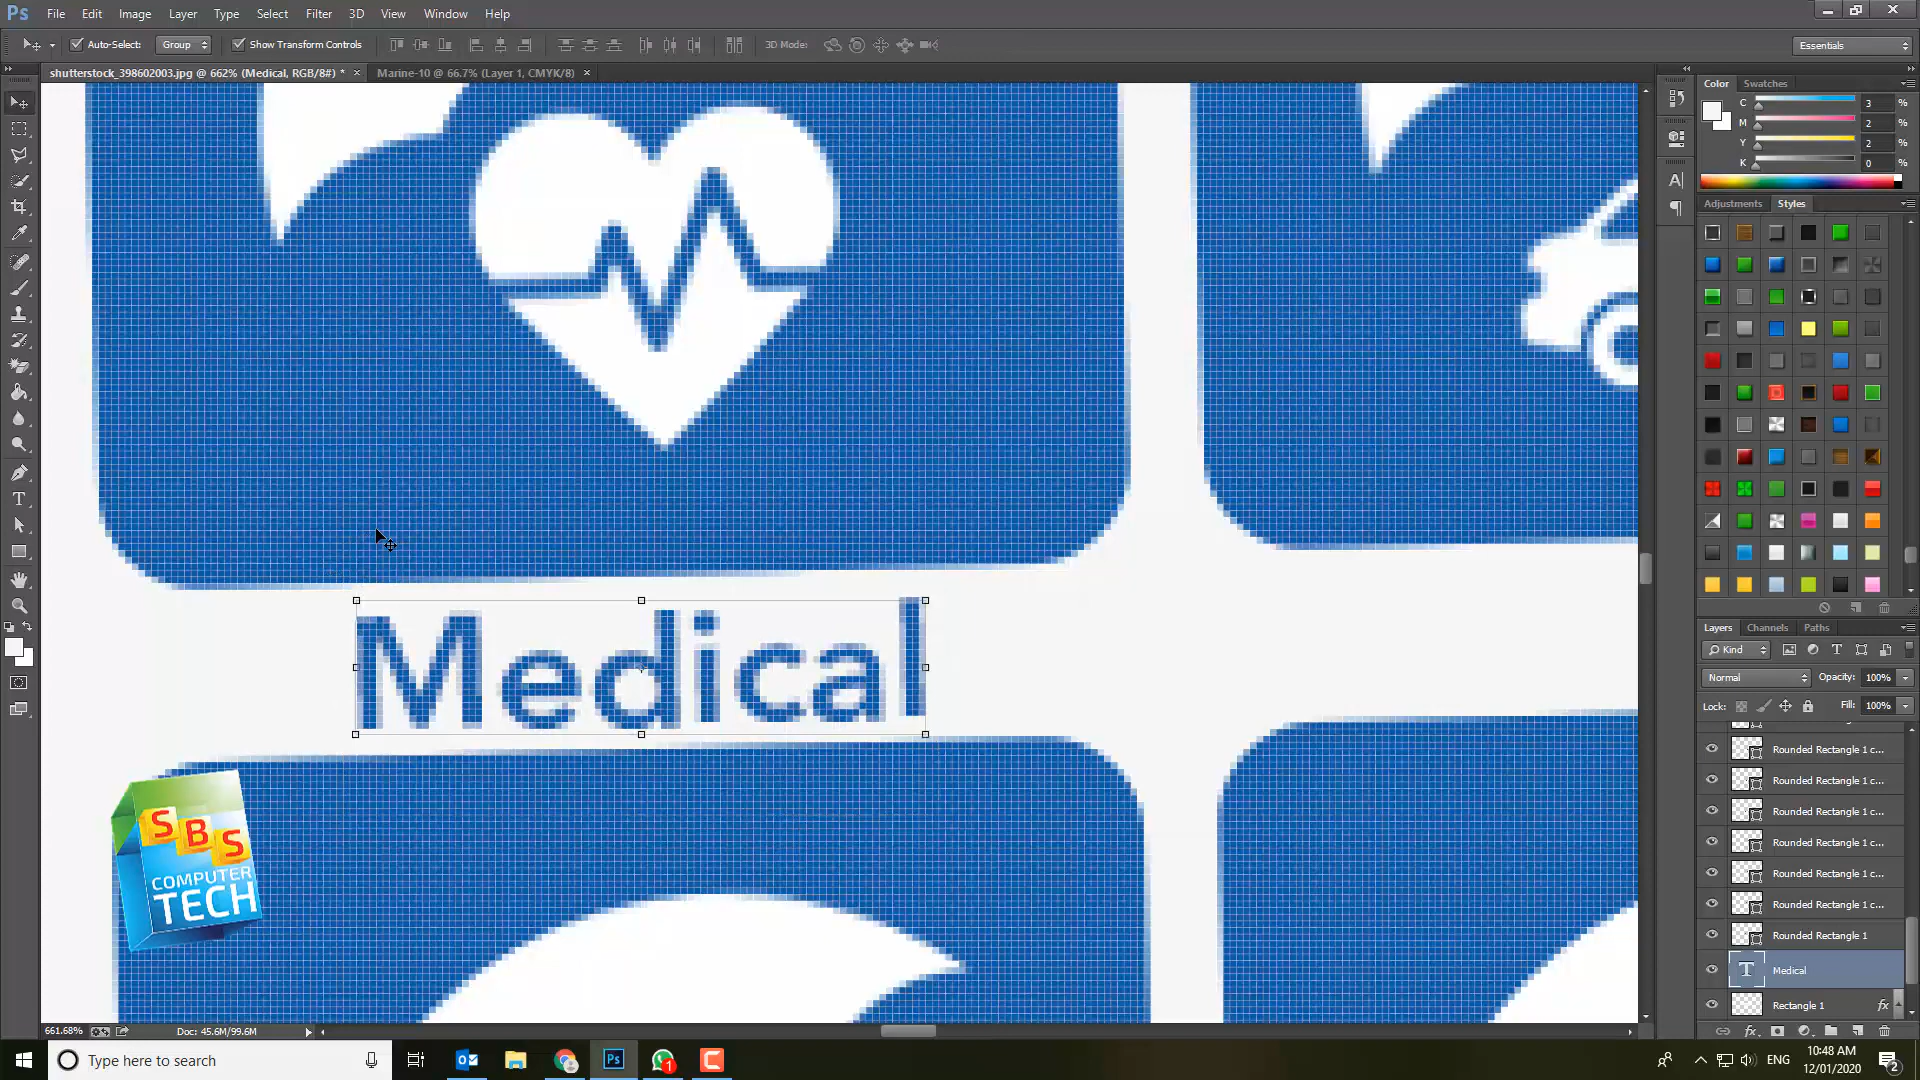 Ps File Edit Image Layer Type Select Filter 3D View Window Help
Auto-Select: Group Show Transform Controls 3D Mode: Essentials
shutterstock_398602003.jpg @ 662% (Medical, RGB/8#) * × Marine-10 @ 66.7% (Layer 1, CMYK/8) ×
Color Swatches
C 3 %
M 2 %
Y 2 %
K 0 %
Adjustments Styles
Medical
SBS
COMPUTER
TECH
Layers Channels Paths
Kind
Normal Opacity: 100%
Lock: Fill: 100%
Rounded Rectangle 1 c...
Rounded Rectangle 1 c...
Rounded Rectangle 1 c...
Rounded Rectangle 1 c...
Rounded Rectangle 1 c...
Rounded Rectangle 1 c...
Rounded Rectangle 1
Medical
Rectangle 1 fx
661.68% Doc: 45.6M/99.6M
Type here to search
ENG
10:48 AM
12/01/2020
1
2